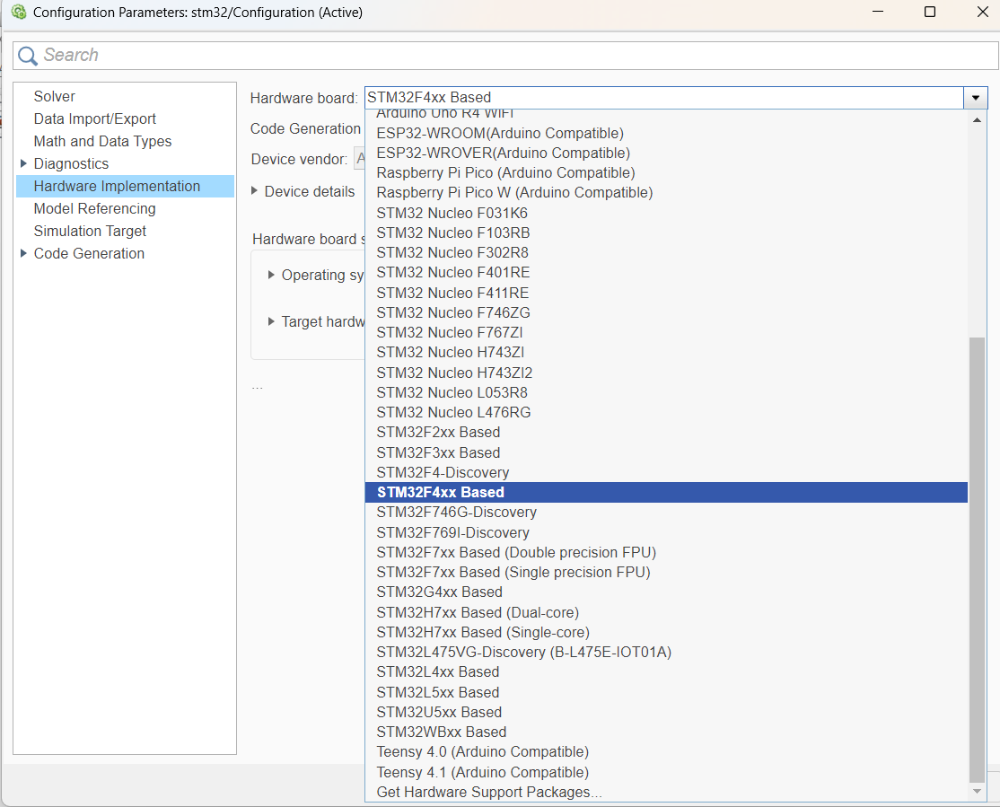 Configuration Parameters: stm32/Configuration (Active)
Search
Solver
Data Import/Export
Math and Data Types
Diagnostics
Hardware Implementation
Model Referencing
Simulation Target
Code Generation
Hardware board: STM32F4xx Based
Code Generation
Device vendor: A
Device details
Hardware board s
Operating sy
Target hardw
...
Arduino Uno R4 WiFi
ESP32-WROOM(Arduino Compatible)
ESP32-WROVER(Arduino Compatible)
Raspberry Pi Pico (Arduino Compatible)
Raspberry Pi Pico W (Arduino Compatible)
STM32 Nucleo F031K6
STM32 Nucleo F103RB
STM32 Nucleo F302R8
STM32 Nucleo F401RE
STM32 Nucleo F411RE
STM32 Nucleo F746ZG
STM32 Nucleo F767ZI
STM32 Nucleo H743ZI
STM32 Nucleo H743ZI2
STM32 Nucleo L053R8
STM32 Nucleo L476RG
STM32F2xx Based
STM32F3xx Based
STM32F4-Discovery
STM32F4xx Based
STM32F746G-Discovery
STM32F769I-Discovery
STM32F7xx Based (Double precision FPU)
STM32F7xx Based (Single precision FPU)
STM32G4xx Based
STM32H7xx Based (Dual-core)
STM32H7xx Based (Single-core)
STM32L475VG-Discovery (B-L475E-IOT01A)
STM32L4xx Based
STM32L5xx Based
STM32U5xx Based
STM32WBxx Based
Teensy 4.0 (Arduino Compatible)
Teensy 4.1 (Arduino Compatible)
Get Hardware Support Packages...